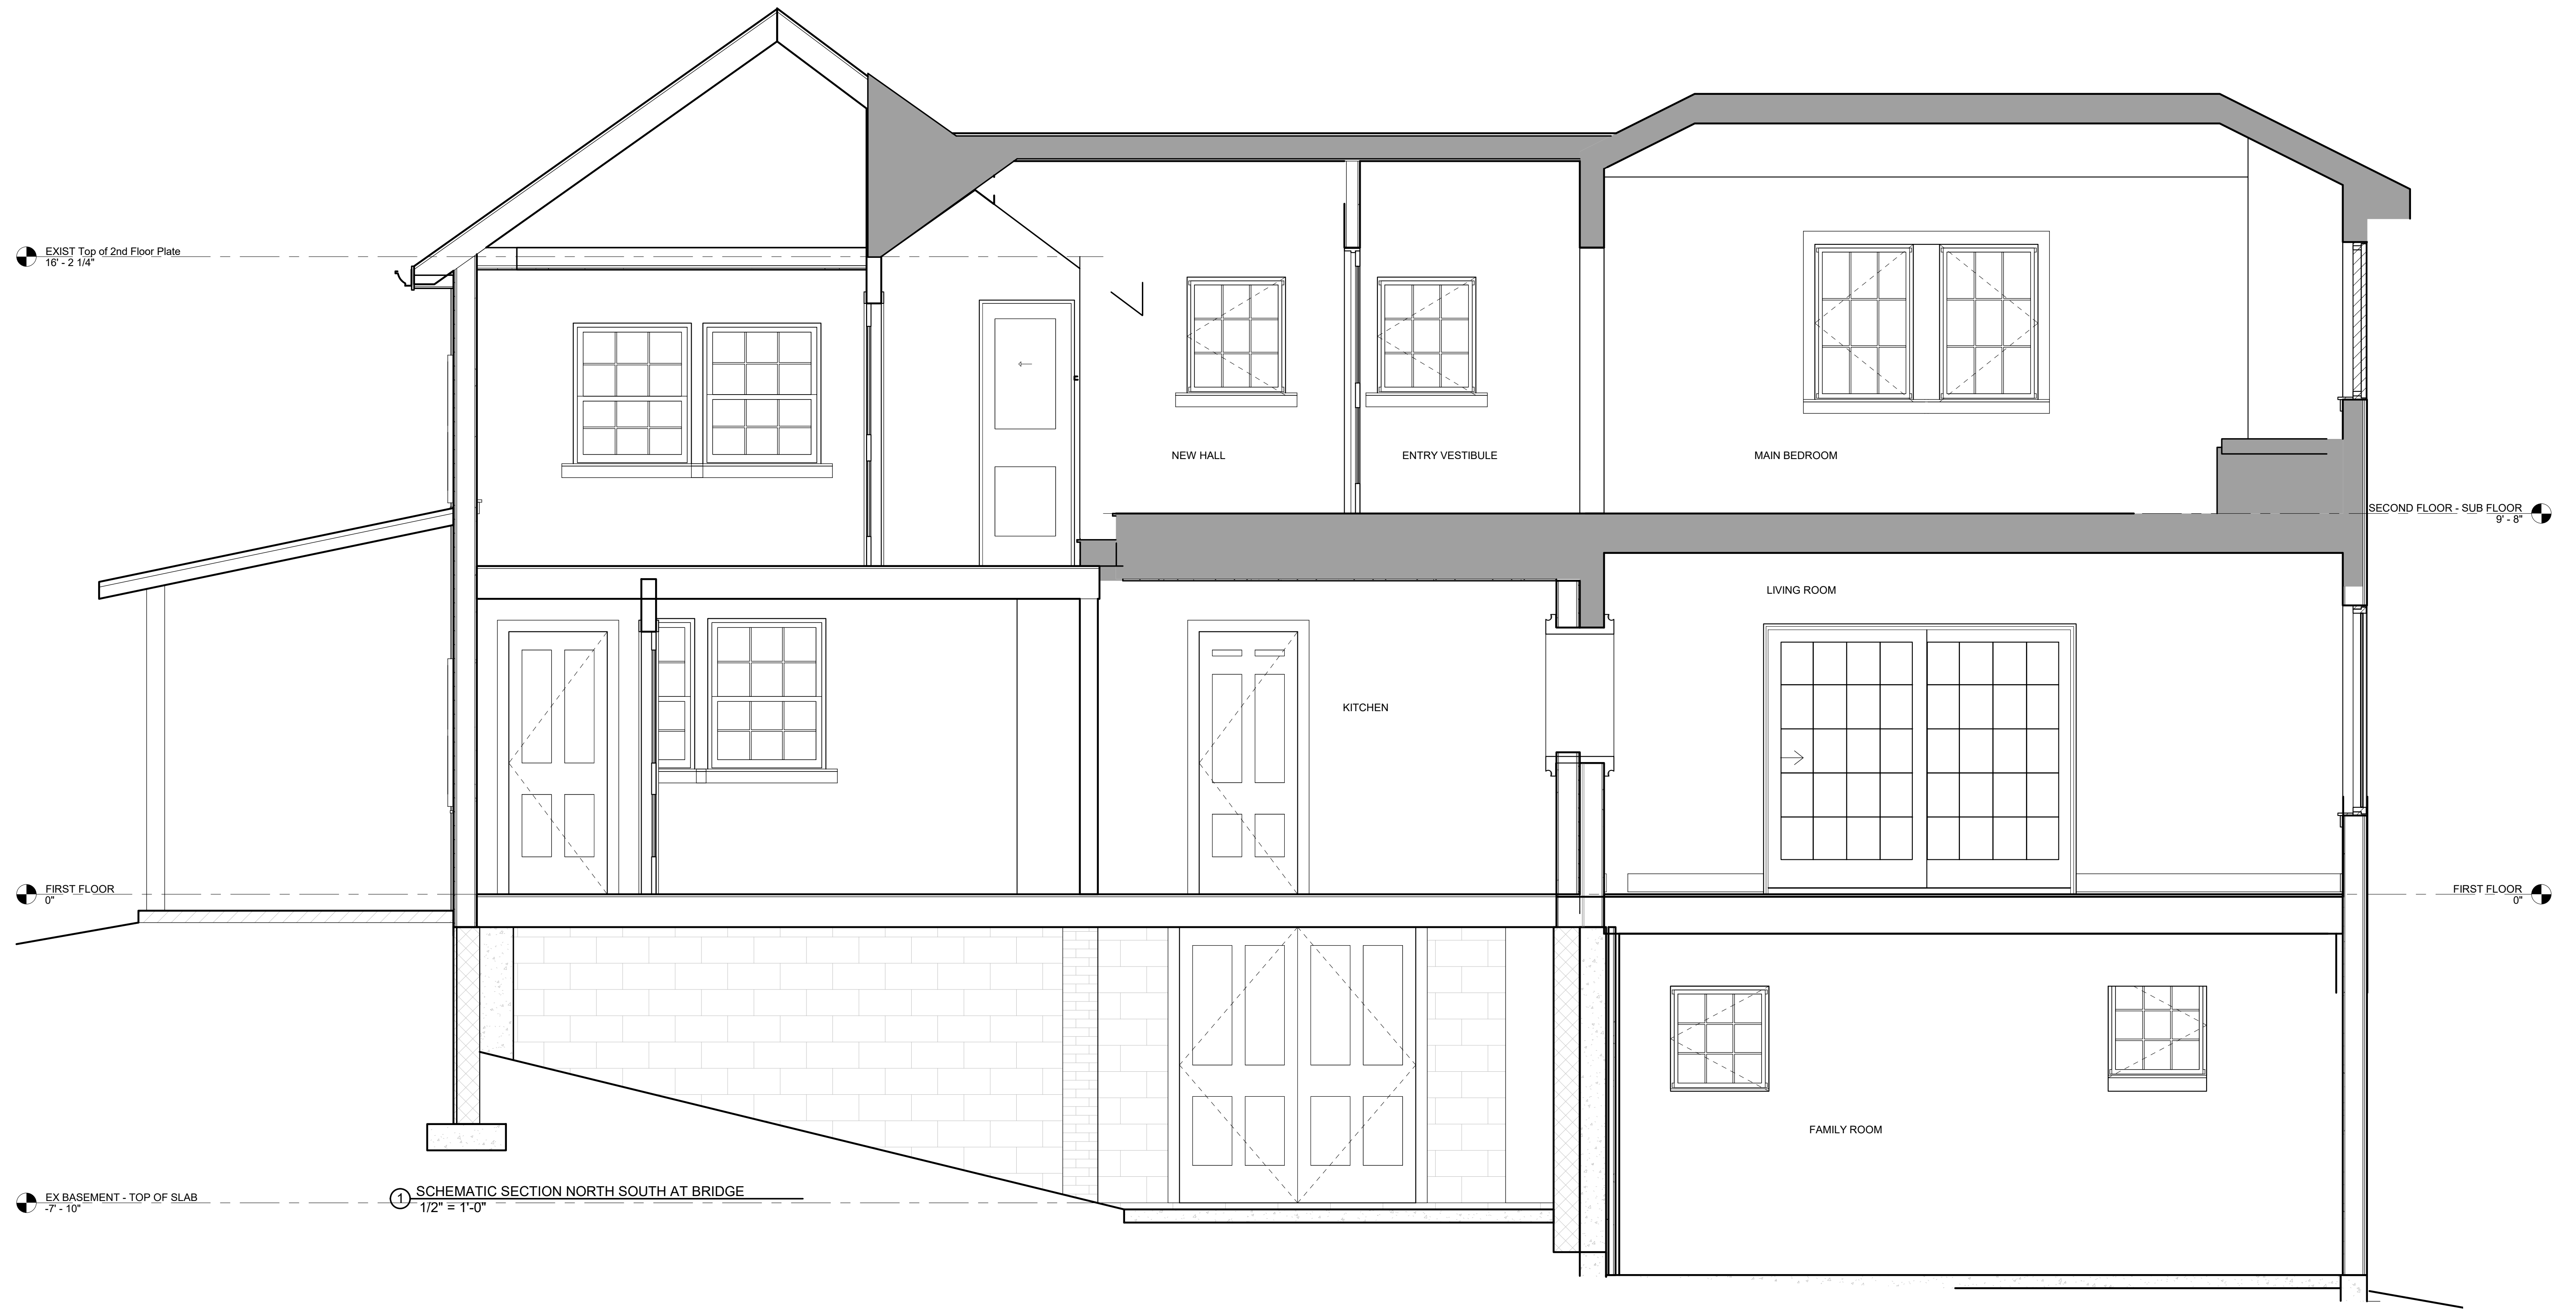 EXIST Top of 2nd Floor Plate
16' - 2 1/4"
NEW HALL
ENTRY VESTIBULE
MAIN BEDROOM
SECOND FLOOR - SUB FLOOR
9' - 8"
LIVING ROOM
KITCHEN
FIRST FLOOR
0"
FIRST FLOOR
0"
FAMILY ROOM
EX BASEMENT - TOP OF SLAB
-7' - 10"
1 SCHEMATIC SECTION NORTH SOUTH AT BRIDGE
1/2" = 1'-0"